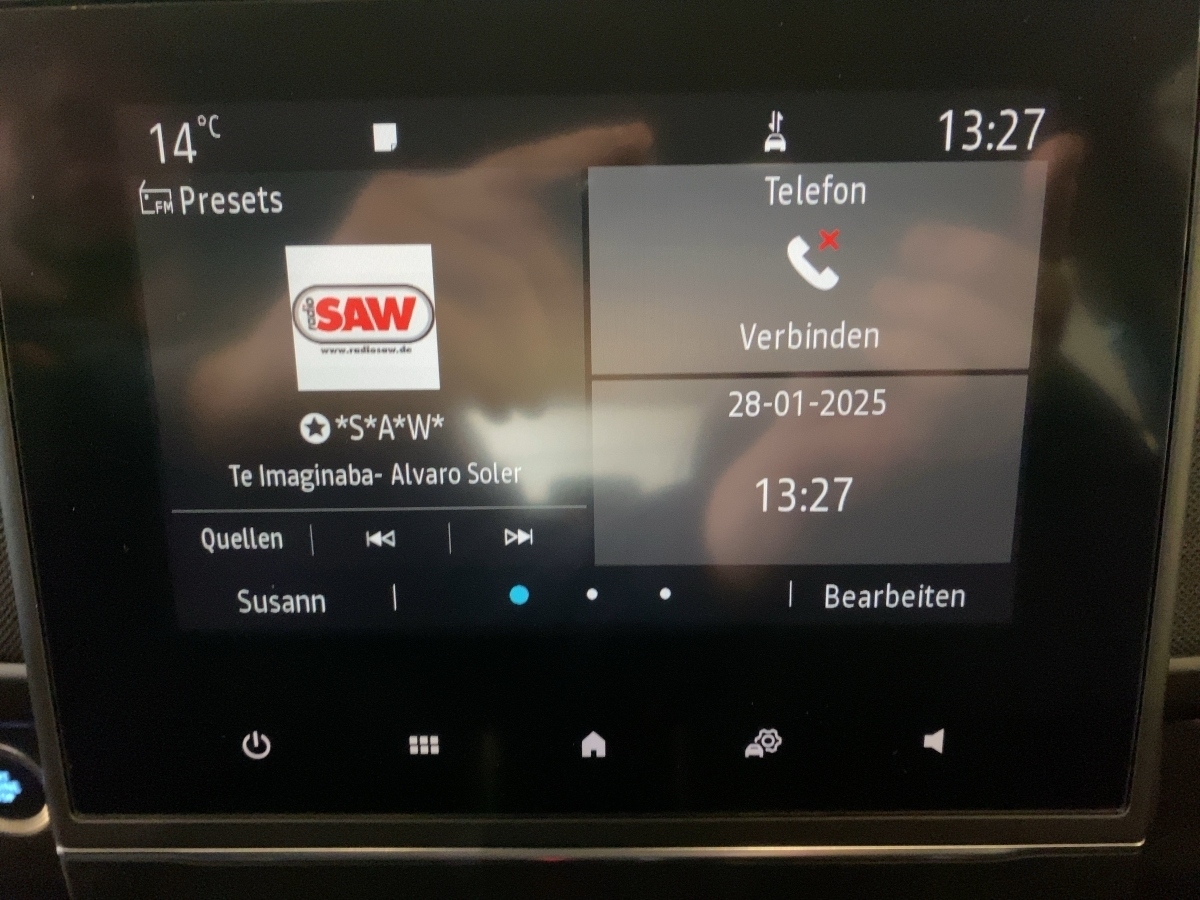 14°C
13:27
FM Presets
radio SAW
www.radiosaw.de
*S*A*W*
Te Imaginaba- Alvaro Soler
Quellen
Telefon
Verbinden
28-01-2025
13:27
Susann
Bearbeiten